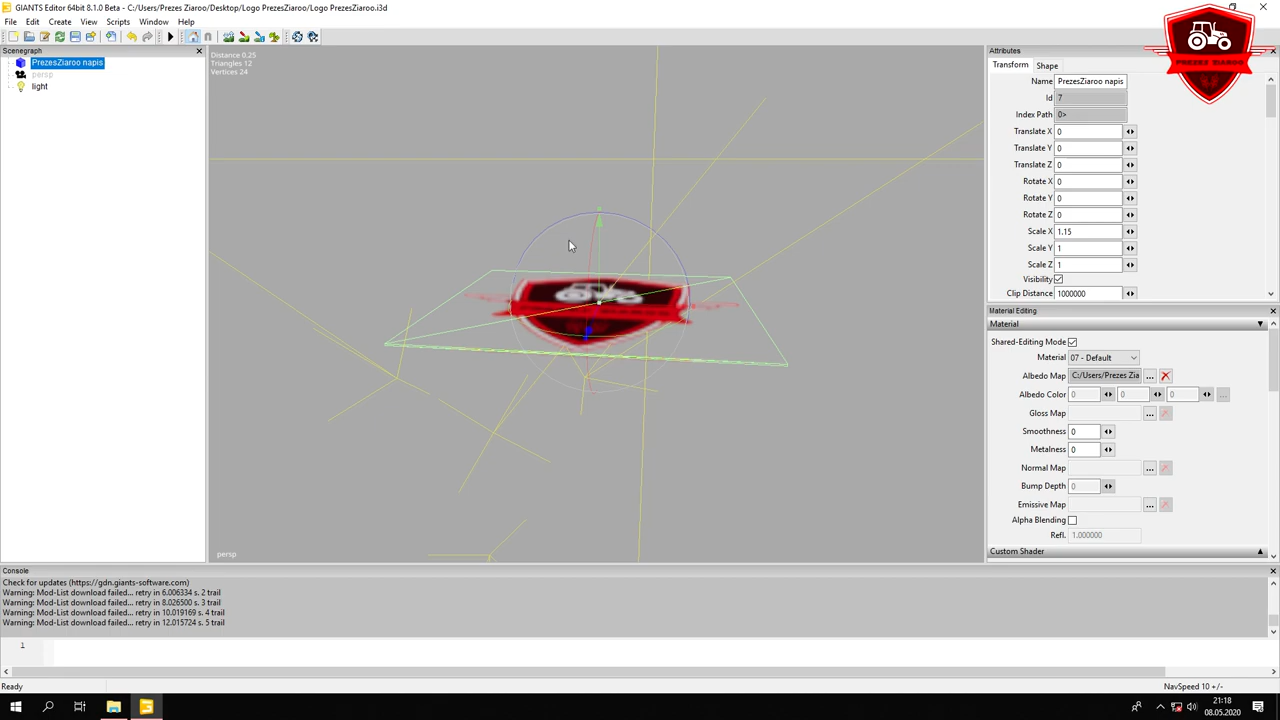 GIANTS Editor 64bit 8.1.0 Beta - C:/Users/Prezes Ziaroo/Desktop/Logo PrezesZiaroo/Logo PrezesZiaroo.i3d
File Edit Create View Scripts Window Help
Scenegraph
PrezesZiaroo napis
persp
light
Distance 0.25
Triangles 12
Vertices 24
persp
PREZES ZIAROO
Attributes
Transform Shape
Name PrezesZiaroo napis
Id 7
Index Path 0>
Translate X 0
Translate Y 0
Translate Z 0
Rotate X 0
Rotate Y 0
Rotate Z 0
Scale X 1.15
Scale Y 1
Scale Z 1
Visibility
Clip Distance 1000000
Material Editing
Material
Shared-Editing Mode
Material 07 - Default
Albedo Map C:/Users/Prezes Zia ...
Albedo Color 0 0 0 ...
Gloss Map ...
Smoothness 0
Metalness 0
Normal Map ...
Bump Depth 0
Emissive Map ...
Alpha Blending
Refl. 1.000000
Custom Shader
Console
Check for updates (https://gdn.giants-software.com)
Warning: Mod-List download failed... retry in 6.006334 s. 2 trail
Warning: Mod-List download failed... retry in 8.026500 s. 3 trail
Warning: Mod-List download failed... retry in 10.019169 s. 4 trail
Warning: Mod-List download failed... retry in 12.015724 s. 5 trail
1
Ready
NavSpeed 10 +/-
21:18
08.05.2020